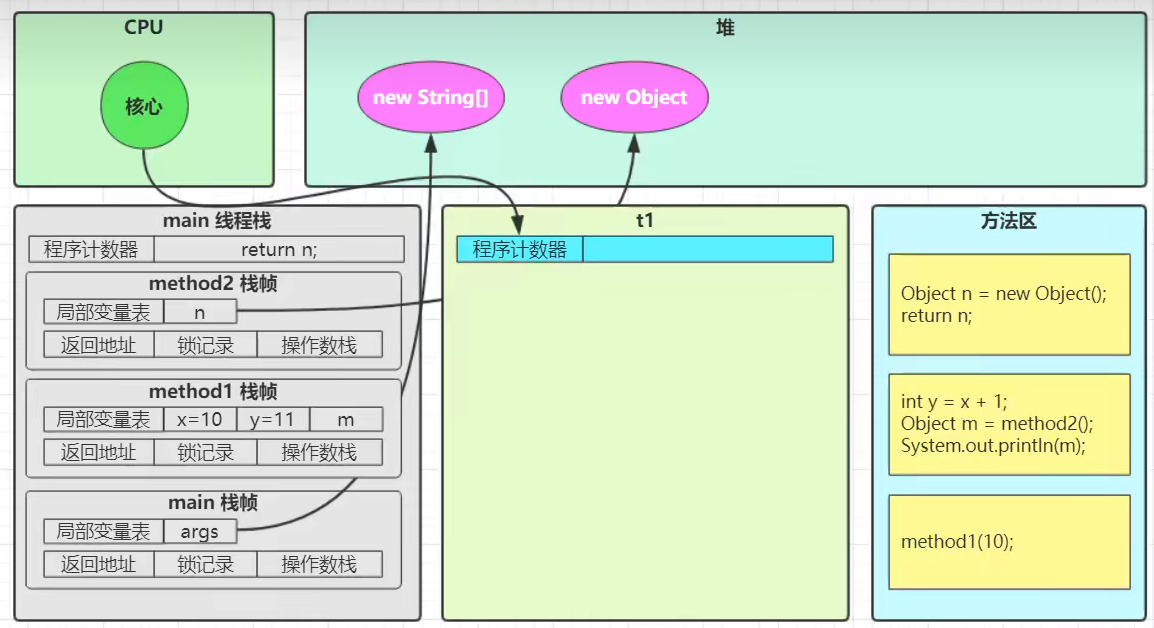 CPU
核心
堆
new String[]
new Object
main 线程栈
程序计数器
return n;
method2 栈帧
局部变量表
n
返回地址
锁记录
操作数栈
method1 栈帧
局部变量表
x=10
y=11
m
返回地址
锁记录
操作数栈
main 栈帧
局部变量表
args
返回地址
锁记录
操作数栈
t1
程序计数器
方法区
Object n = new Object();
return n;
int y = x + 1;
Object m = method2();
System.out.println(m);
method1(10);